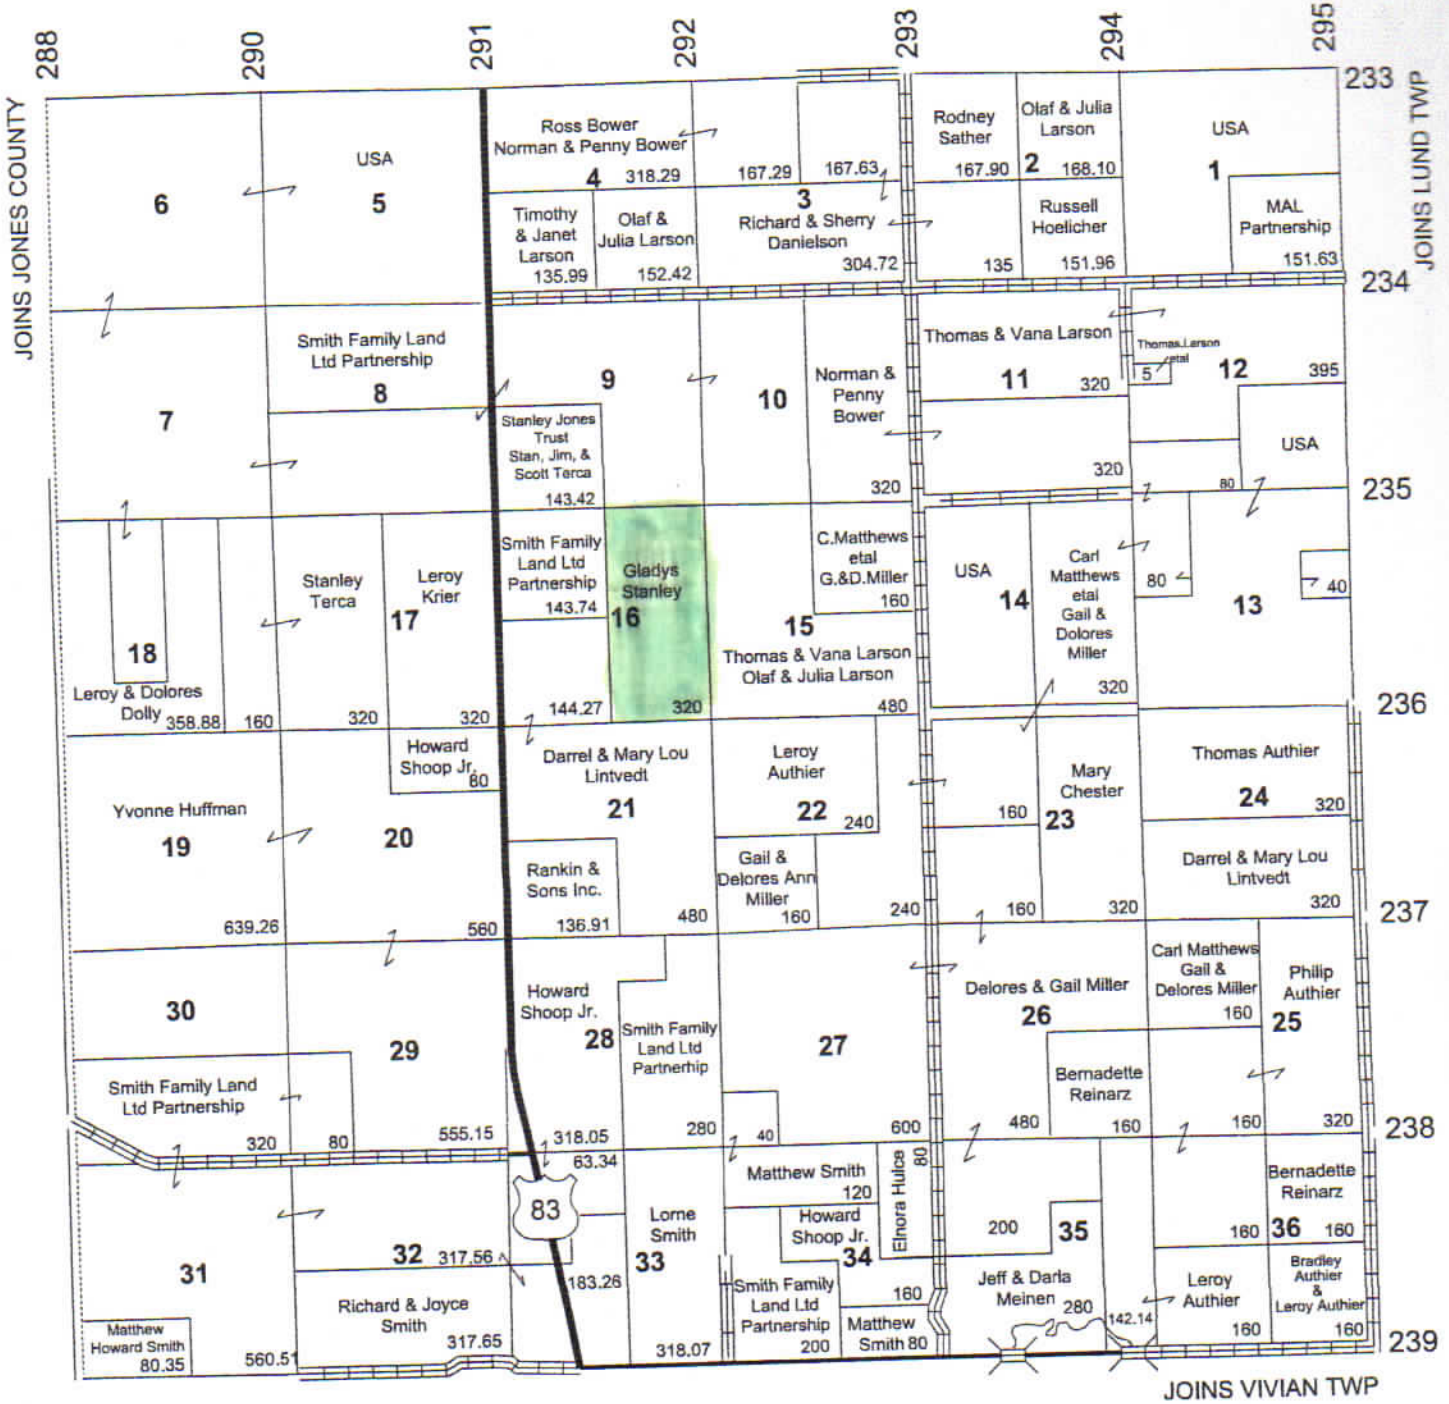 288
290
291
292
293
294
295
233
JOINS JONES COUNTY
JOINS LUND TWP
6
USA
5
Ross Bower
Norman & Penny Bower
4
318.29
167.29
167.63
3
Rodney
Sather
167.90
2
Olaf & Julia
Larson
168.10
USA
1
Timothy
& Janet
Larson
135.99
Olaf &
Julia Larson
152.42
Richard & Sherry
Danielson
304.72
135
Russell
Hoelicher
151.96
MAL
Partnership
151.63
234
7
Smith Family Land
Ltd Partnership
8
9
10
Norman &
Penny
Bower
320
Thomas & Vana Larson
11
320
320
Thomas Larson
etal
5
12
395
USA
80
Stanley Jones
Trust
Stan, Jim, &
Scott Terca
143.42
235
18
Leroy & Dolores
Dolly
358.88
160
Stanley
Terca
320
17
Leroy
Krier
320
Smith Family
Land Ltd
Partnership
143.74
16
144.27
Gladys
Stanley
320
C.Matthews
etal
G.&D.Miller
160
15
Thomas & Vana Larson
Olaf & Julia Larson
480
USA
14
Carl
Matthews
etal
Gail &
Dolores
Miller
320
80
13
40
236
Yvonne Huffman
19
639.26
Howard
Shoop Jr.
80
20
560
Darrel & Mary Lou
Lintvedt
21
Rankin &
Sons Inc.
136.91
480
Leroy
Authier
22
240
Gail &
Delores Ann
Miller
160
240
160
23
Mary
Chester
160
320
Thomas Authier
24
320
Darrel & Mary Lou
Lintvedt
320
237
30
Smith Family Land
Ltd Partnership
320
80
29
555.15
Howard
Shoop Jr.
28
318.05
Smith Family
Land Ltd
Partnerhip
280
27
40
600
Delores & Gail Miller
26
480
Bernadette
Reinarz
160
Carl Matthews
Gail &
Delores Miller
160
Philip
Authier
25
160
320
238
31
Matthew
Howard Smith
80.35
560.51
32
317.56
Richard & Joyce
Smith
317.65
63.34
83
183.26
Lorne
Smith
33
318.07
Matthew Smith
120
Howard
Shoop Jr.
34
Elnora Hulce
80
Smith Family
Land Ltd
Partnership
200
160
Matthew
Smith 80
200
35
Jeff & Darla
Meinen
280
142.14
160
Bernadette
Reinarz
36
160
Leroy
Authier
160
Bradley
Authier
&
Leroy Authier
160
239
JOINS VIVIAN TWP